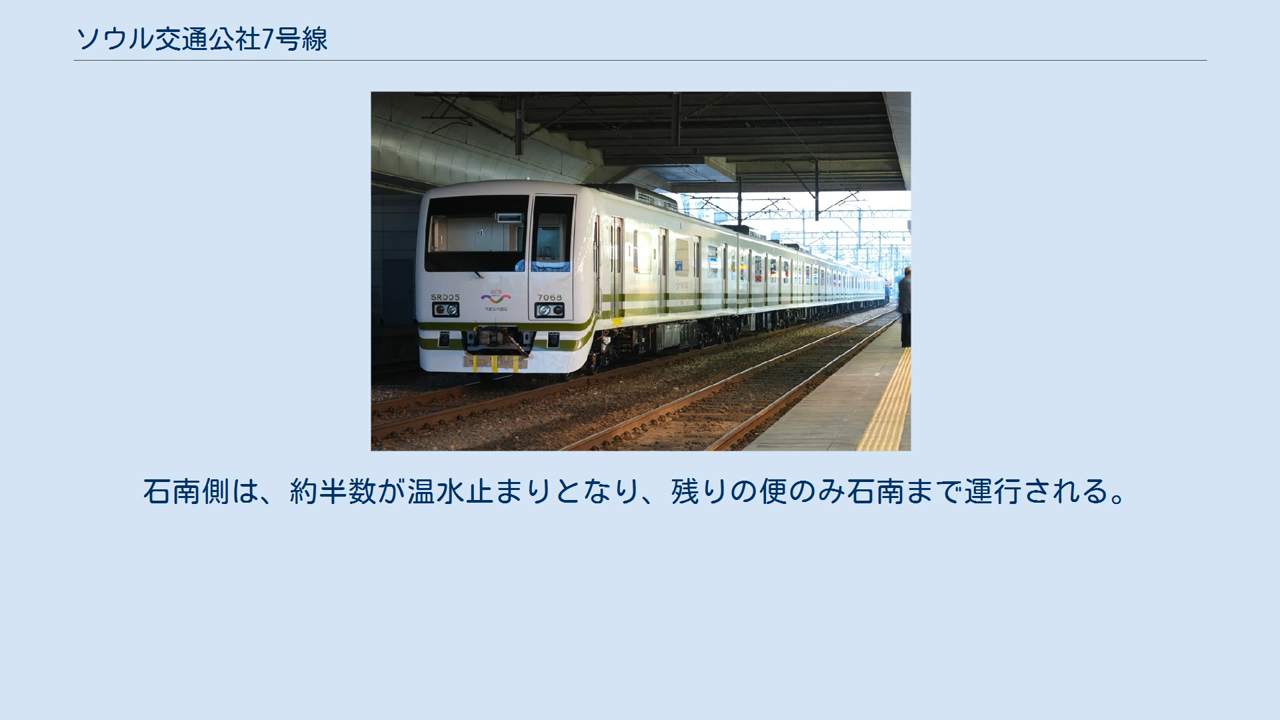 ソウル交通公社7号線
SR005
7068
石南側は、約半数が温水止まりとなり、残りの便のみ石南まで運行される。